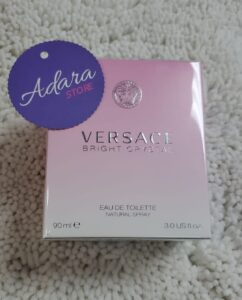 Adara
STORE
VERSACE
BRIGHT CRYSTAL
EAU DE TOILETTE
NATURAL SPRAY
90 ml ℮ 3.0 US fl. oz.